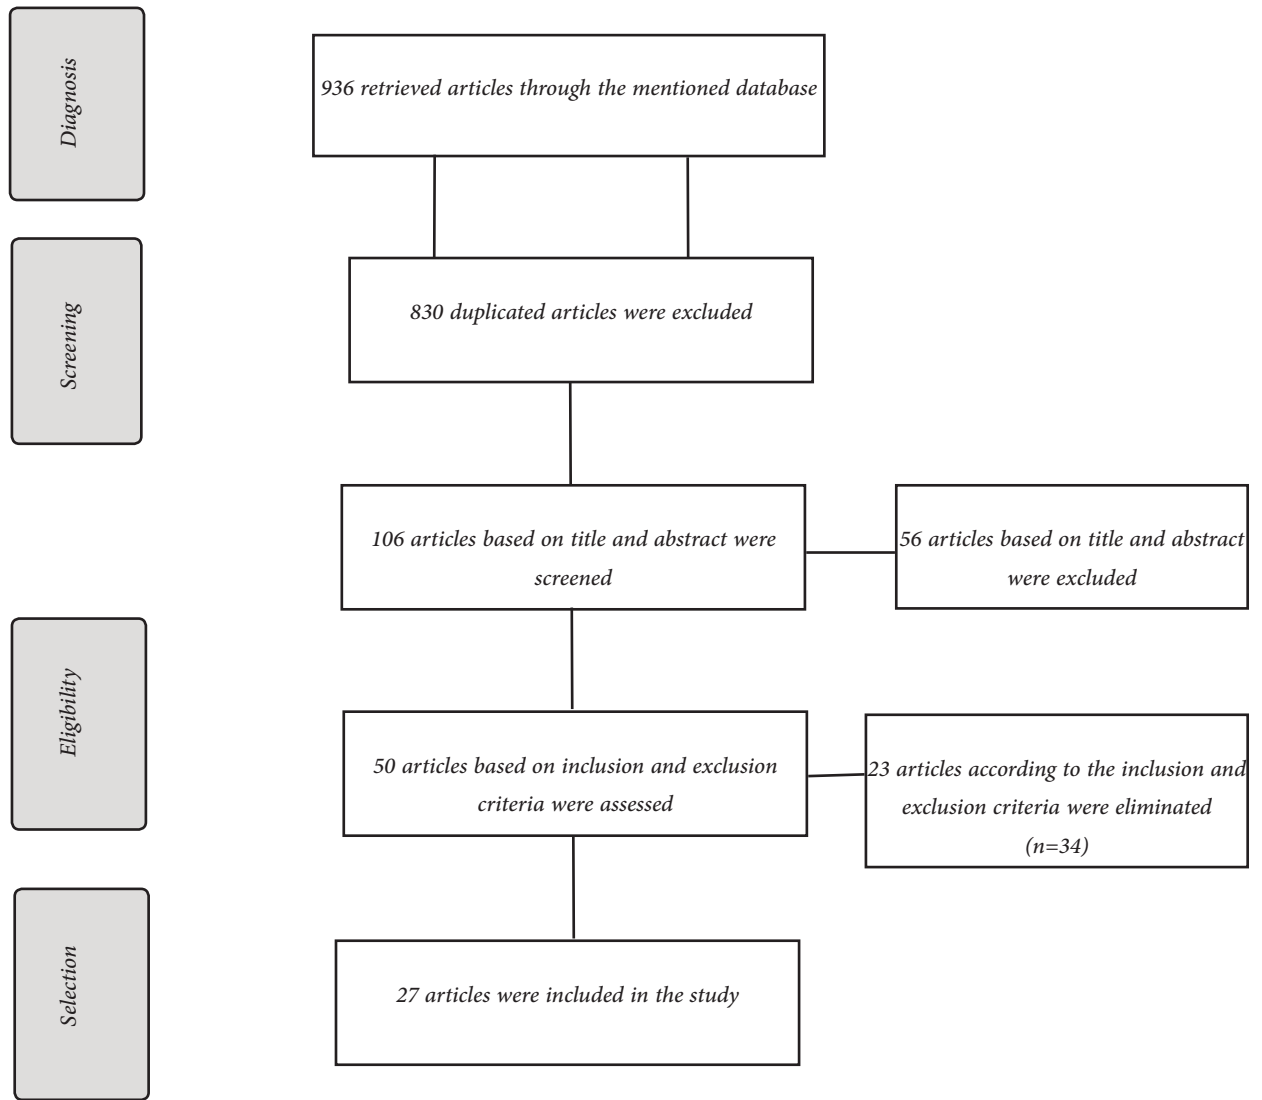 Diagnosis
936 retrieved articles through the mentioned database
Screening
830 duplicated articles were excluded
106 articles based on title and abstract were
screened
56 articles based on title and abstract
were excluded
Eligibility
50 articles based on inclusion and exclusion
criteria were assessed
23 articles according to the inclusion and
exclusion criteria were eliminated
(n=34)
Selection
27 articles were included in the study